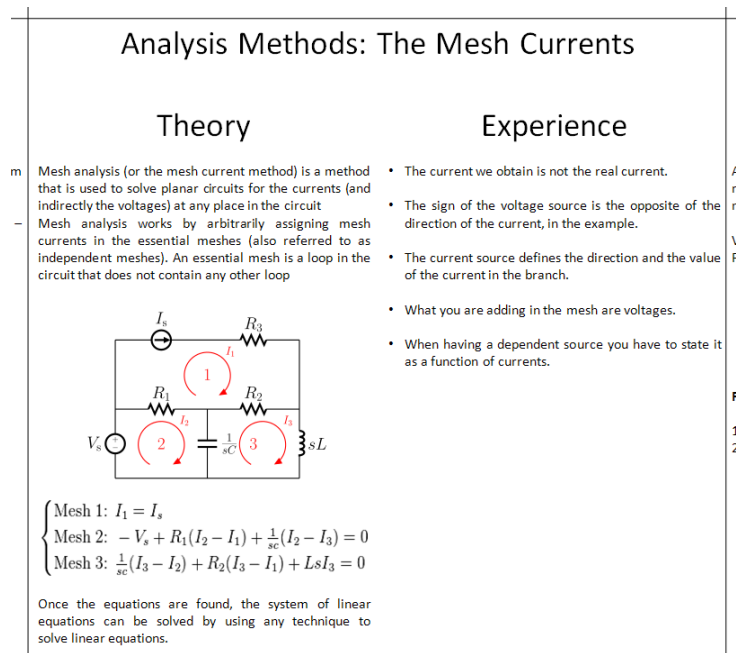 Analysis Methods: The Mesh Currents
Theory
m
Mesh analysis (or the mesh current method) is a method
that is used to solve planar circuits for the currents (and
indirectly the voltages) at any place in the circuit
–
Mesh analysis works by arbitrarily assigning mesh
currents in the essential meshes (also referred to as
independent meshes). An essential mesh is a loop in the
circuit that does not contain any other loop
Iₛ
R₃
I₁
1
R₁
R₂
I₂
I₃
Vₛ
+
−
2
1/sC
3
sL
Mesh 1: I₁ = Iₛ
Mesh 2: − Vₛ + R₁(I₂ − I₁) + 1/sc(I₂ − I₃) = 0
Mesh 3: 1/sc(I₃ − I₂) + R₂(I₃ − I₁) + LsI₃ = 0
Once the equations are found, the system of linear
equations can be solved by using any technique to
solve linear equations.
Experience
• The current we obtain is not the real current.
• The sign of the voltage source is the opposite of the
direction of the current, in the example.
• The current source defines the direction and the value
of the current in the branch.
• What you are adding in the mesh are voltages.
• When having a dependent source you have to state it
as a function of currents.